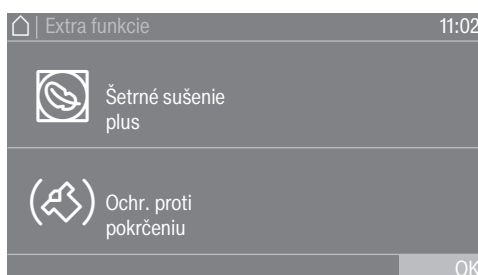 | Extra funkcie 11:02
Šetrné sušenie
plus
Ochr. proti
pokrčeniu
OK